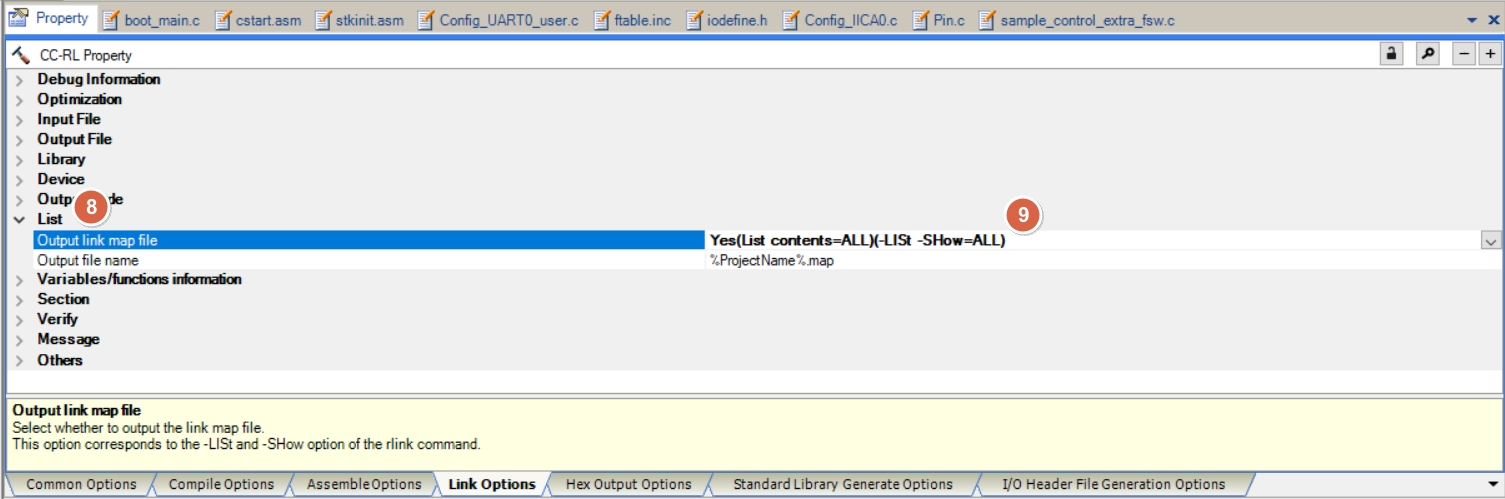 Property boot_main.c cstart.asm stkinit.asm Config_UART0_user.c ftable.inc iodefine.h Config_IICA0.c Pin.c sample_control_extra_fsw.c
CC-RL Property
Debug Information
Optimization
Input File
Output File
Library
Device
8
List
9
Output link map file Yes(List contents=ALL)(-LISt -SHow=ALL)
Output file name %ProjectName%.map
Variables/functions information
Section
Verify
Message
Others
Output link map file
Select whether to output the link map file.
This option corresponds to the -LISt and -SHow option of the rlink command.
Common Options Compile Options Assemble Options Link Options Hex Output Options Standard Library Generate Options I/O Header File Generation Options